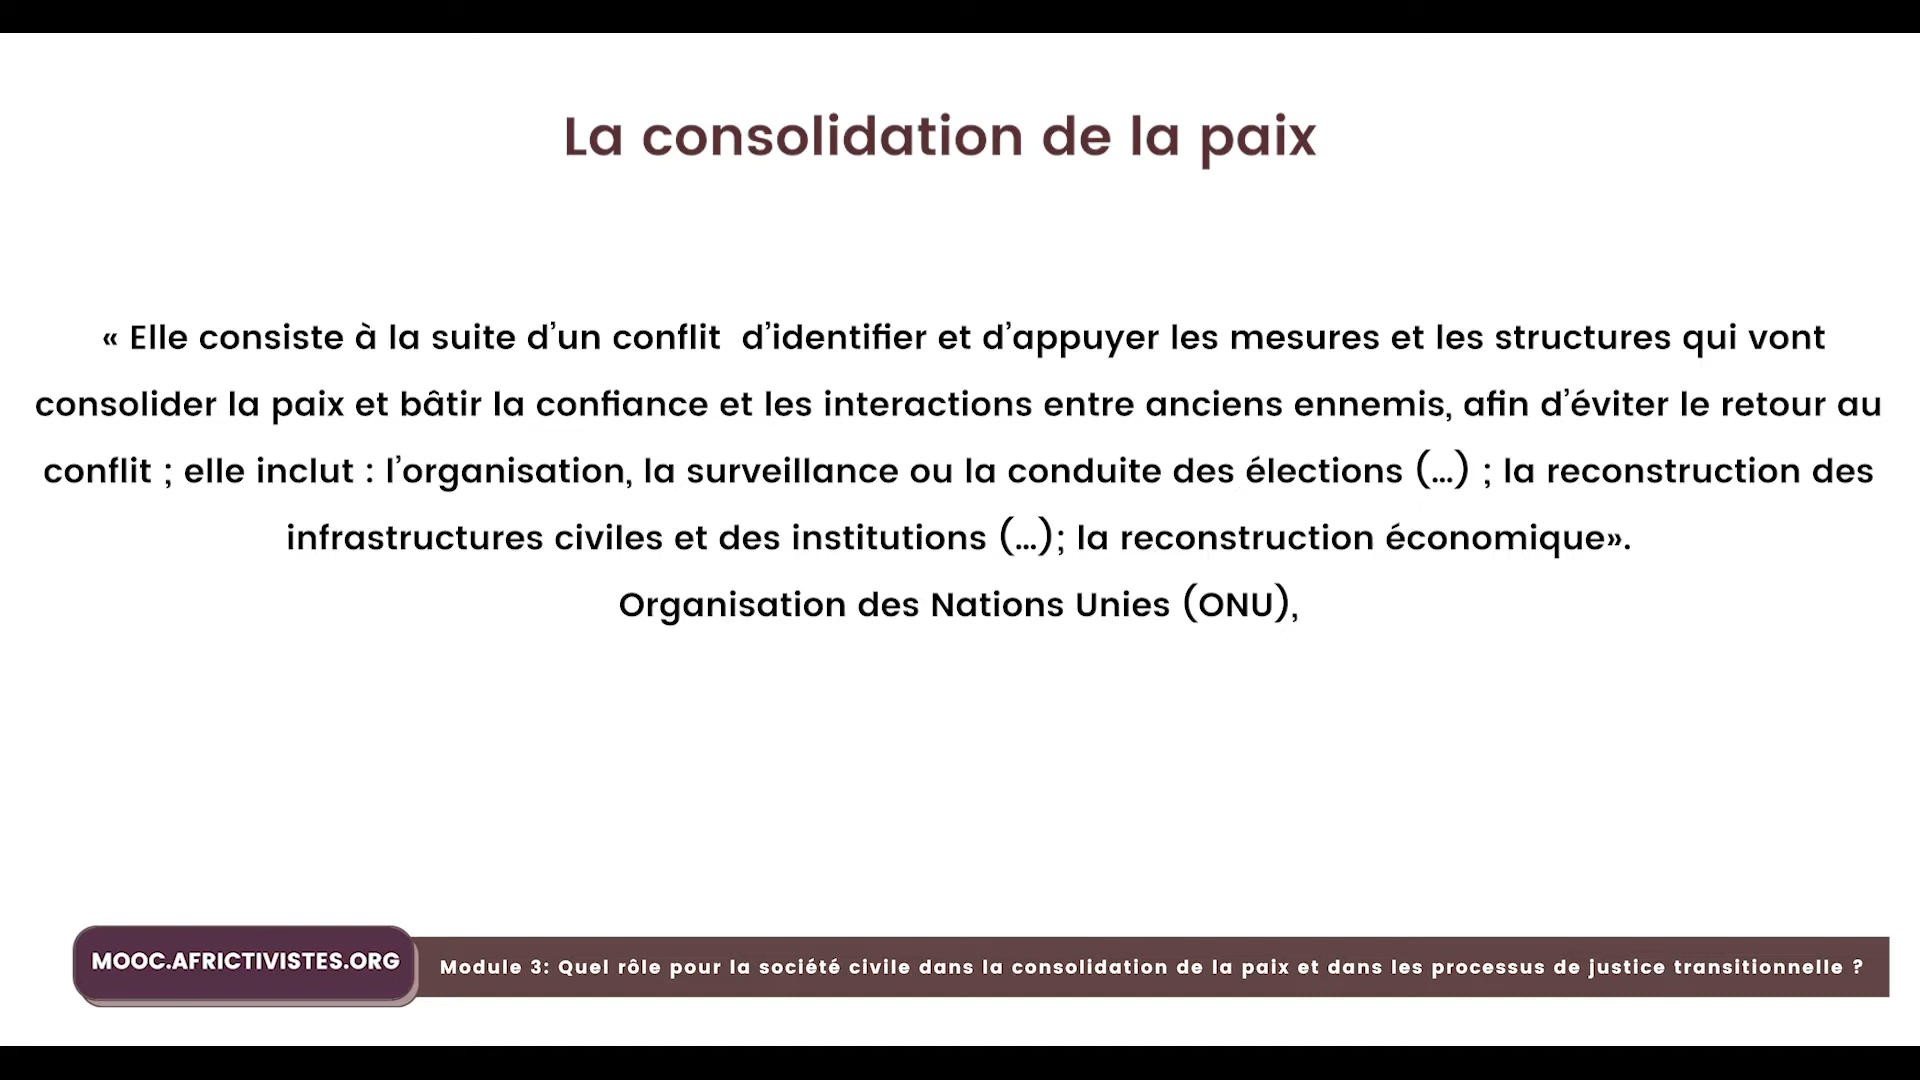 La consolidation de la paix
« Elle consiste à la suite d’un conflit  d’identifier et d’appuyer les mesures et les structures qui vont
consolider la paix et bâtir la confiance et les interactions entre anciens ennemis, afin d’éviter le retour au
conflit ; elle inclut : l’organisation, la surveillance ou la conduite des élections (...) ; la reconstruction des
infrastructures civiles et des institutions (...); la reconstruction économique».
Organisation des Nations Unies (ONU),
MOOC.AFRICTIVISTES.ORG
Module 3: Quel rôle pour la société civile dans la consolidation de la paix et dans les processus de justice transitionnelle ?